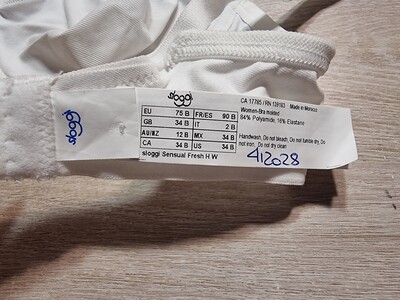 sloggi
sloggi
EU 75 B FR/ES 90 B
GB 34 B IT 2 B
AU/NZ 12 B MX 34 B
CA 34 B US 34 B
sloggi Sensual Fresh H W
CA 17705 / RN 139163 Made in Morocco
Women-Bra molded
84% Polyamide, 16% Elastane
Handwash, Do not bleach, Do not tumble dry, Do
not iron, Do not dry clean
412028